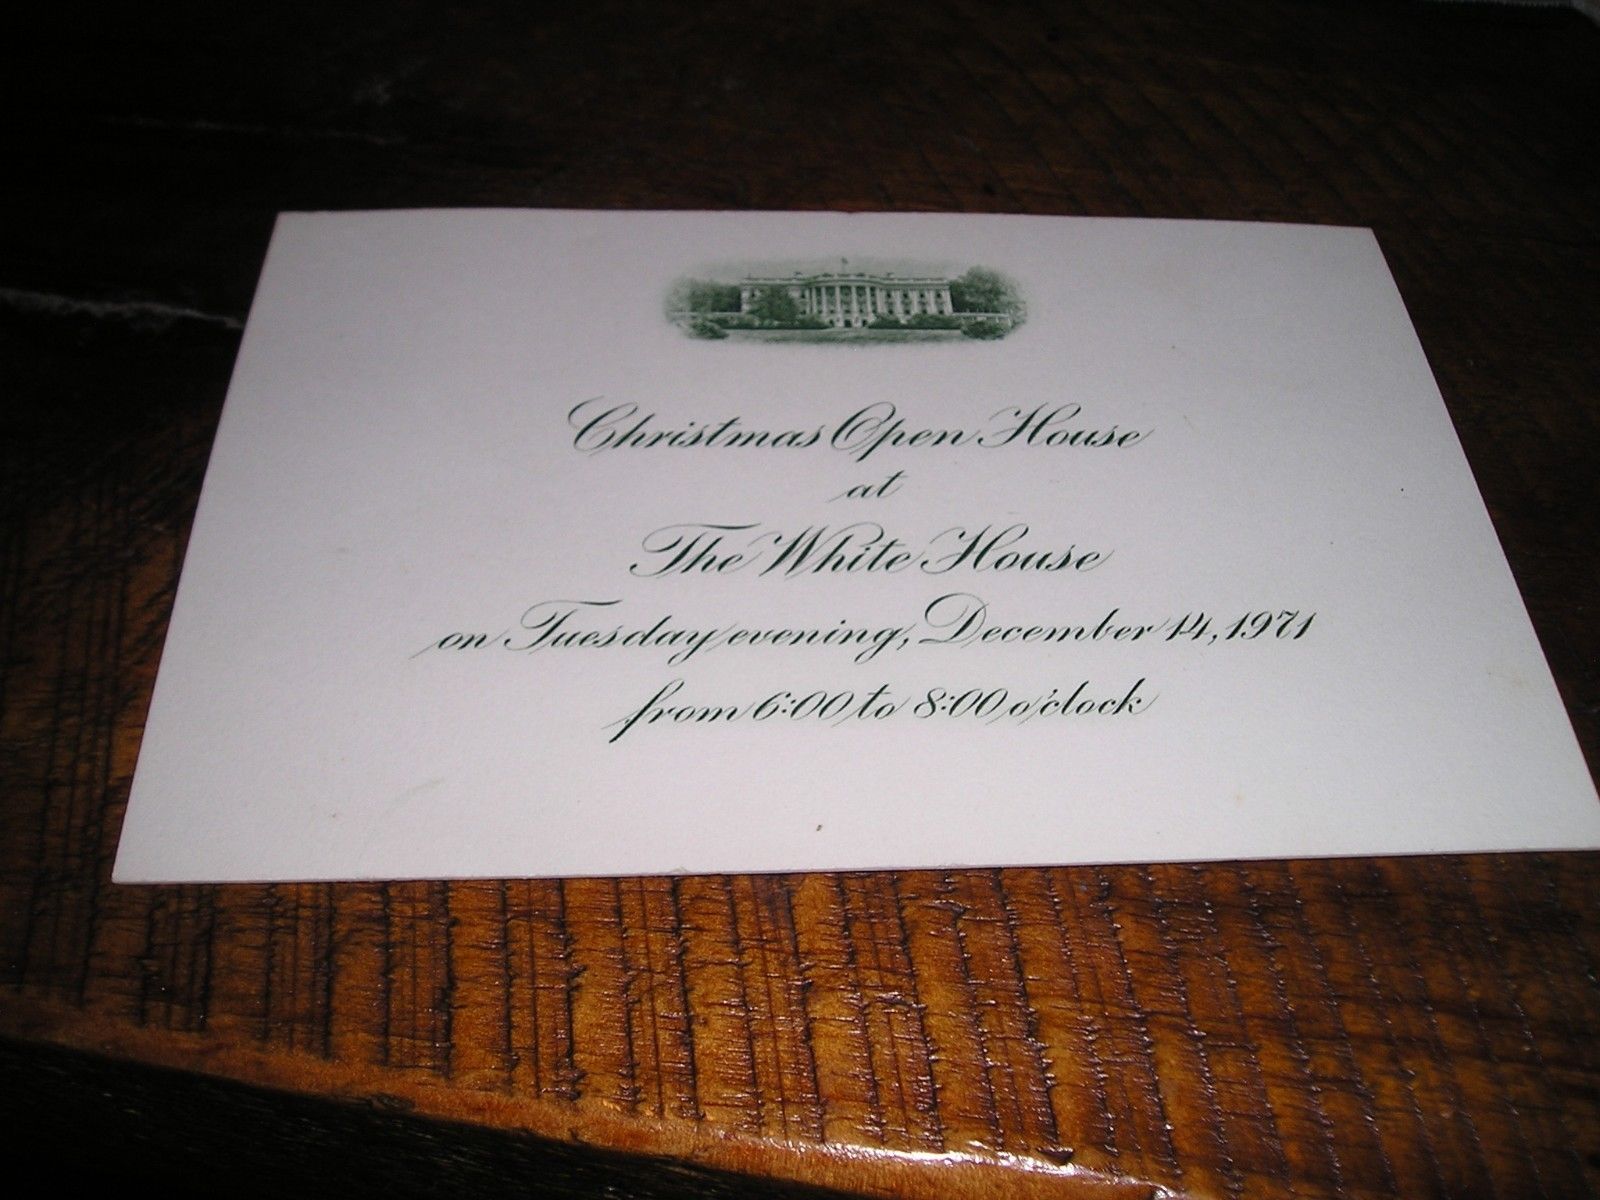 Christmas Open House
at
The White House
on Tuesday evening, December 14, 1971
from 6:00 to 8:00 o'clock